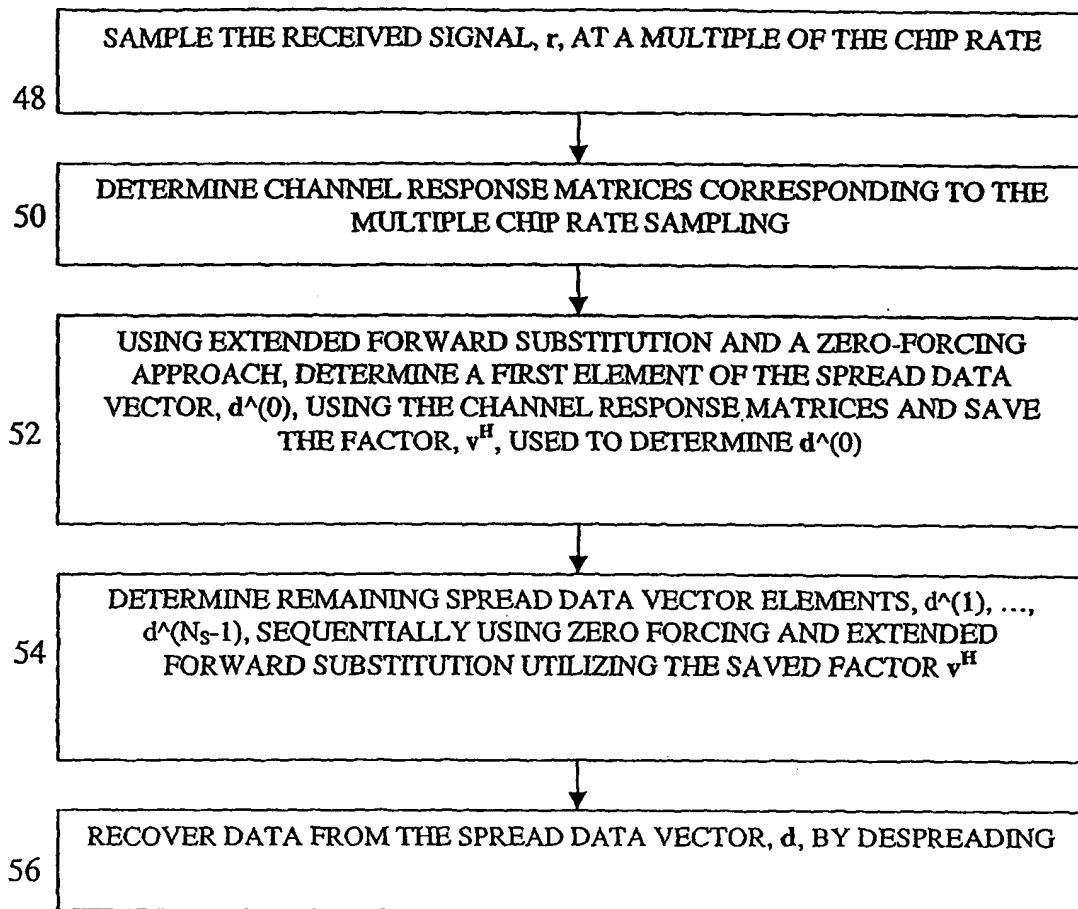 SAMPLE THE RECEIVED SIGNAL, r, AT A MULTIPLE OF THE CHIP RATE
48
DETERMINE CHANNEL RESPONSE MATRICES CORRESPONDING TO THE
MULTIPLE CHIP RATE SAMPLING
50
USING EXTENDED FORWARD SUBSTITUTION AND A ZERO-FORCING
APPROACH, DETERMINE A FIRST ELEMENT OF THE SPREAD DATA
VECTOR, d^(0), USING THE CHANNEL RESPONSE MATRICES AND SAVE
THE FACTOR, v^H, USED TO DETERMINE d^(0)
52
DETERMINE REMAINING SPREAD DATA VECTOR ELEMENTS, d^(1), ...,
d^(NS-1), SEQUENTIALLY USING ZERO FORCING AND EXTENDED
FORWARD SUBSTITUTION UTILIZING THE SAVED FACTOR v^H
54
RECOVER DATA FROM THE SPREAD DATA VECTOR, d, BY DESPREADING
56